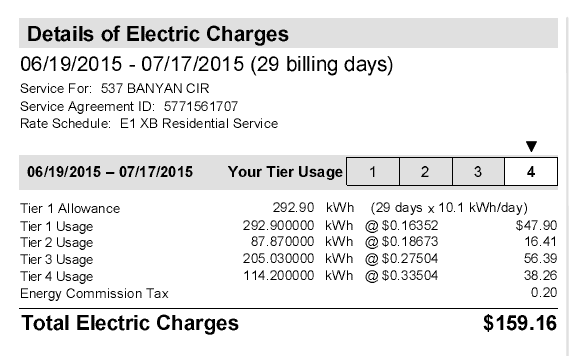 Details of Electric Charges
06/19/2015 - 07/17/2015 (29 billing days)
Service For: 537 BANYAN CIR
Service Agreement ID: 5771561707
Rate Schedule: E1 XB Residential Service
06/19/2015 – 07/17/2015 Your Tier Usage 1 2 3 4
Tier 1 Allowance 292.90 kWh (29 days x 10.1 kWh/day)
Tier 1 Usage 292.900000 kWh @ $0.16352 $47.90
Tier 2 Usage 87.870000 kWh @ $0.18673 16.41
Tier 3 Usage 205.030000 kWh @ $0.27504 56.39
Tier 4 Usage 114.200000 kWh @ $0.33504 38.26
Energy Commission Tax 0.20
Total Electric Charges $159.16